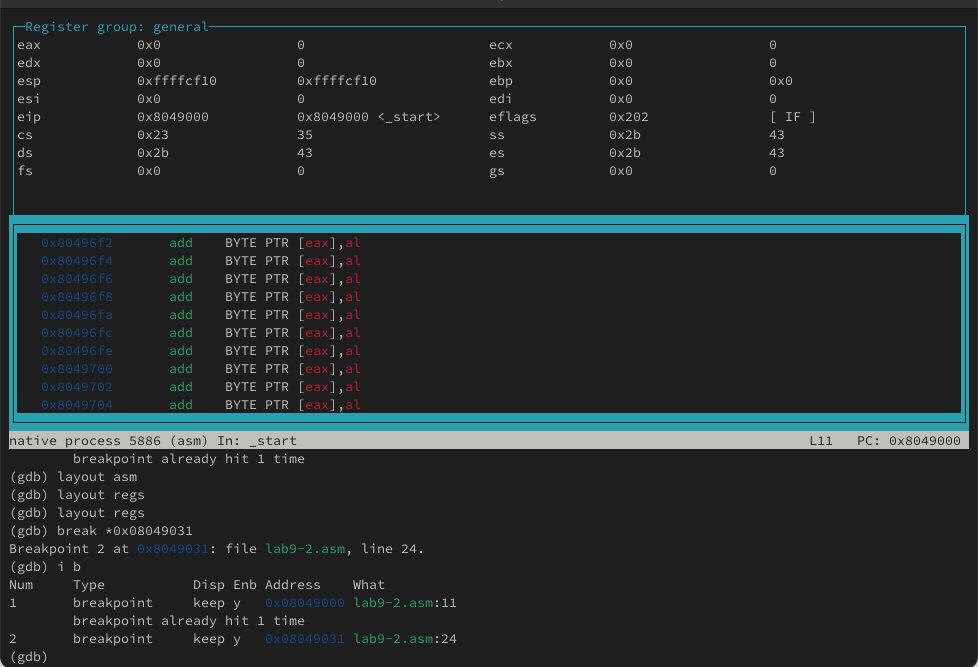 Register group: general
eax 0x0 0 ecx 0x0 0
edx 0x0 0 ebx 0x0 0
esp 0xffffcf10 0xffffcf10 ebp 0x0 0x0
esi 0x0 0 edi 0x0 0
eip 0x8049000 0x8049000 <_start> eflags 0x202 [ IF ]
cs 0x23 35 ss 0x2b 43
ds 0x2b 43 es 0x2b 43
fs 0x0 0 gs 0x0 0
0x80496f2 add BYTE PTR [eax],al
0x80496f4 add BYTE PTR [eax],al
0x80496f6 add BYTE PTR [eax],al
0x80496f8 add BYTE PTR [eax],al
0x80496fa add BYTE PTR [eax],al
0x80496fc add BYTE PTR [eax],al
0x80496fe add BYTE PTR [eax],al
0x8049700 add BYTE PTR [eax],al
0x8049702 add BYTE PTR [eax],al
0x8049704 add BYTE PTR [eax],al
native process 5886 (asm) In: _start L11 PC: 0x8049000
breakpoint already hit 1 time
(gdb) layout asm
(gdb) layout regs
(gdb) layout regs
(gdb) break *0x08049031
Breakpoint 2 at 0x8049031: file lab9-2.asm, line 24.
(gdb) i b
Num Type Disp Enb Address What
1 breakpoint keep y 0x08049000 lab9-2.asm:11
breakpoint already hit 1 time
2 breakpoint keep y 0x08049031 lab9-2.asm:24
(gdb)